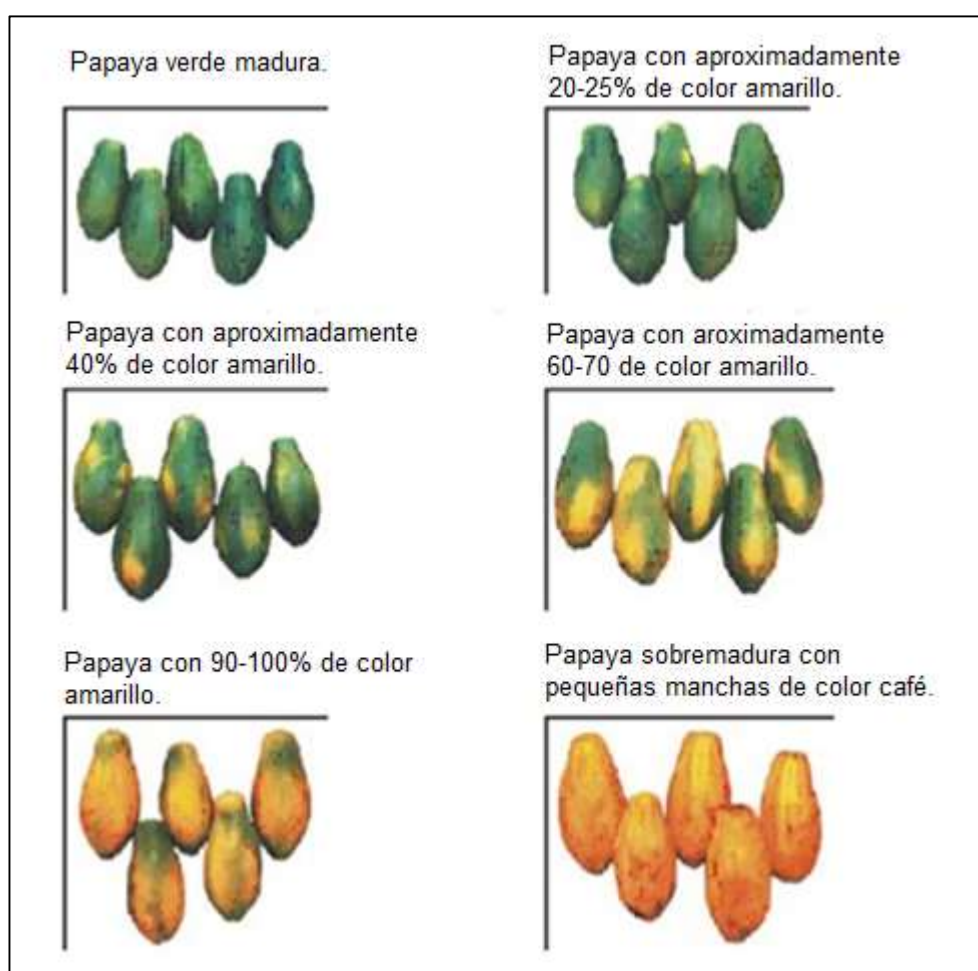 Papaya verde madura.
Papaya con aproximadamente
20-25% de color amarillo.
Papaya con aproximadamente
40% de color amarillo.
Papaya con aroximadamente
60-70 de color amarillo.
Papaya con 90-100% de color
amarillo.
Papaya sobremadura con
pequeñas manchas de color café.